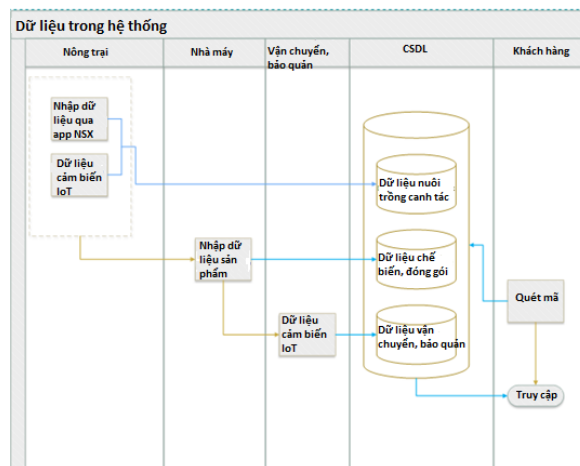 Dữ liệu trong hệ thống
Nông trại
Nhà máy
Vận chuyển,
bảo quản
CSDL
Khách hàng
Nhập dữ
liệu qua
app NSX
Dữ liệu
cảm biến
IoT
Dữ liệu nuôi
trồng canh tác
Nhập dữ
liệu sản
phẩm
Dữ liệu chế
biến, đóng gói
Quét mã
Dữ liệu
cảm biến
IoT
Dữ liệu vận
chuyển, bảo quản
Truy cập